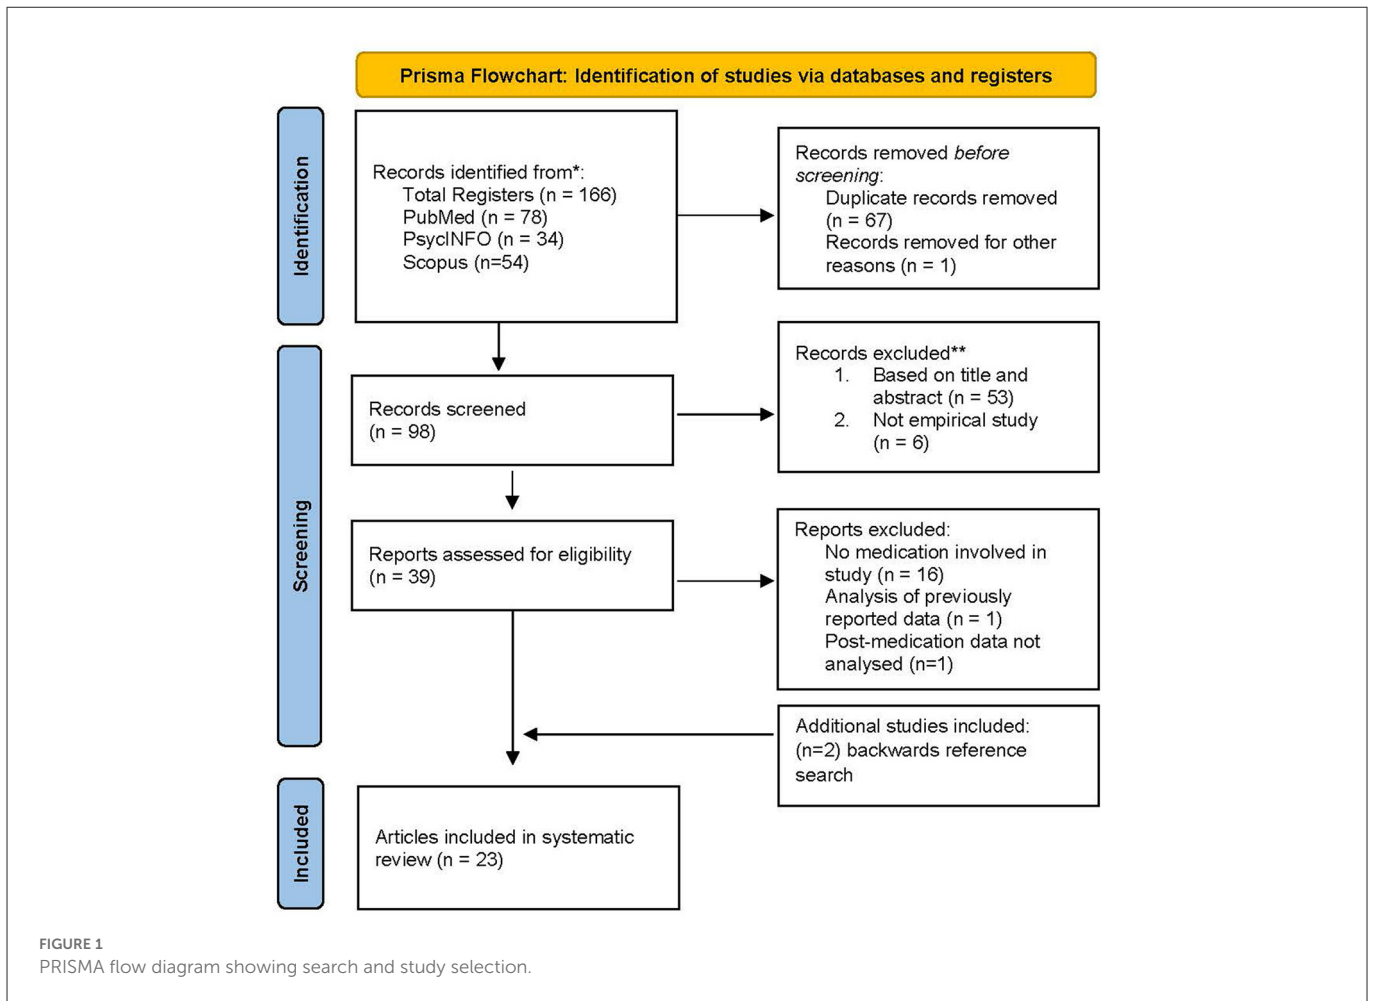 Prisma Flowchart: Identification of studies via databases and registers
Identification
Records identified from*:
Total Registers (n = 166)
PubMed (n = 78)
PsycINFO (n = 34)
Scopus (n=54)
Records removed before
screening:
Duplicate records removed
(n = 67)
Records removed for other
reasons (n = 1)
Screening
Records screened
(n = 98)
Records excluded**
1. Based on title and
abstract (n = 53)
2. Not empirical study
(n = 6)
Reports assessed for eligibility
(n = 39)
Reports excluded:
No medication involved in
study (n = 16)
Analysis of previously
reported data (n = 1)
Post-medication data not
analysed (n=1)
Additional studies included:
(n=2) backwards reference
search
Included
Articles included in systematic
review (n = 23)
FIGURE 1
PRISMA flow diagram showing search and study selection.